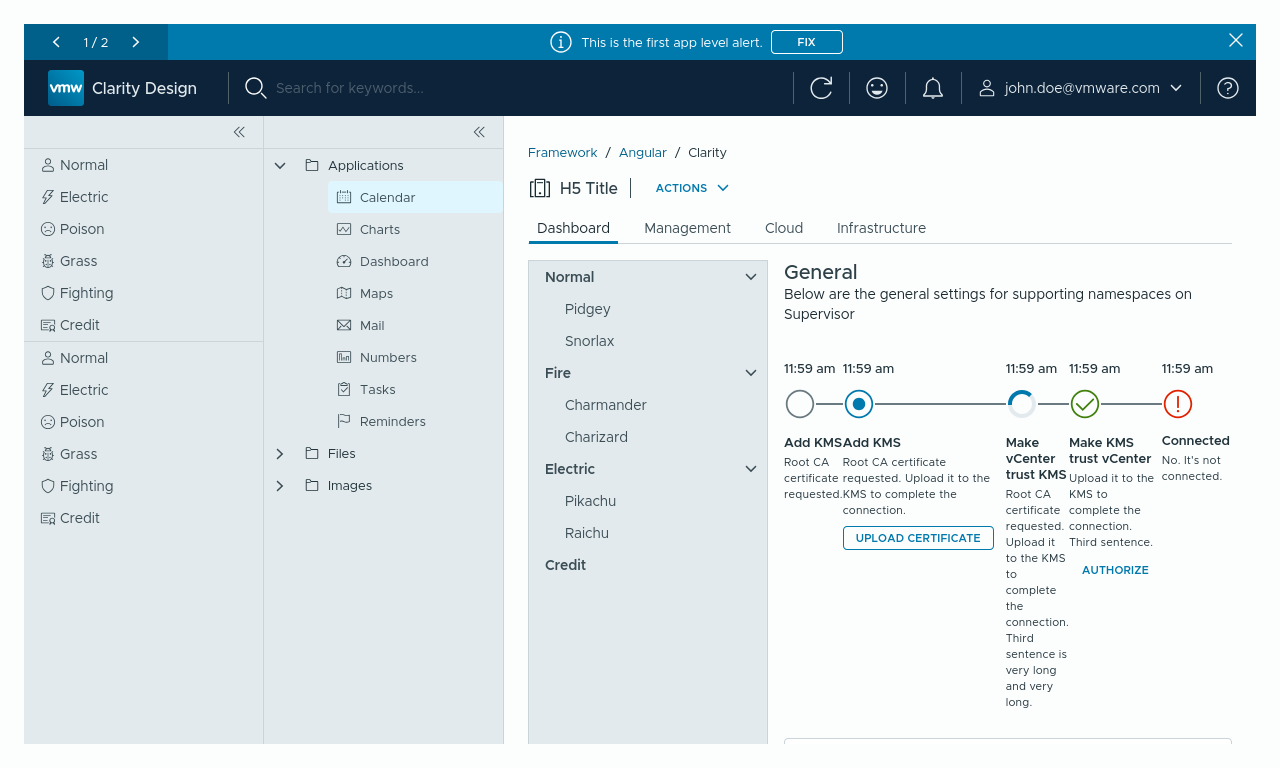 1 / 2
This is the first app level alert.
FIX
vmw
Clarity Design
Search for keywords...
john.doe@vmware.com
Normal
Electric
Poison
Grass
Fighting
Credit
Normal
Electric
Poison
Grass
Fighting
Credit
Applications
Calendar
Charts
Dashboard
Maps
Mail
Numbers
Tasks
Reminders
Files
Images
Framework / Angular / Clarity
H5 Title
ACTIONS
Dashboard
Management
Cloud
Infrastructure
Normal
Pidgey
Snorlax
Fire
Charmander
Charizard
Electric
Pikachu
Raichu
Credit
General
Below are the general settings for supporting namespaces on
Supervisor
11:59 am
Add KMS
Root CA
certificate
requested.
11:59 am
Add KMS
Root CA certificate
requested. Upload it to the
KMS to complete the
connection.
UPLOAD CERTIFICATE
11:59 am
Make
vCenter
trust KMS
Root CA
certificate
requested.
Upload it
to the KMS
to
complete
the
connection.
Third
sentence is
very long
and very
long.
11:59 am
Make KMS
trust vCenter
Upload it to the
KMS to
complete the
connection.
Third sentence.
AUTHORIZE
11:59 am
Connected
No. It's not
connected.